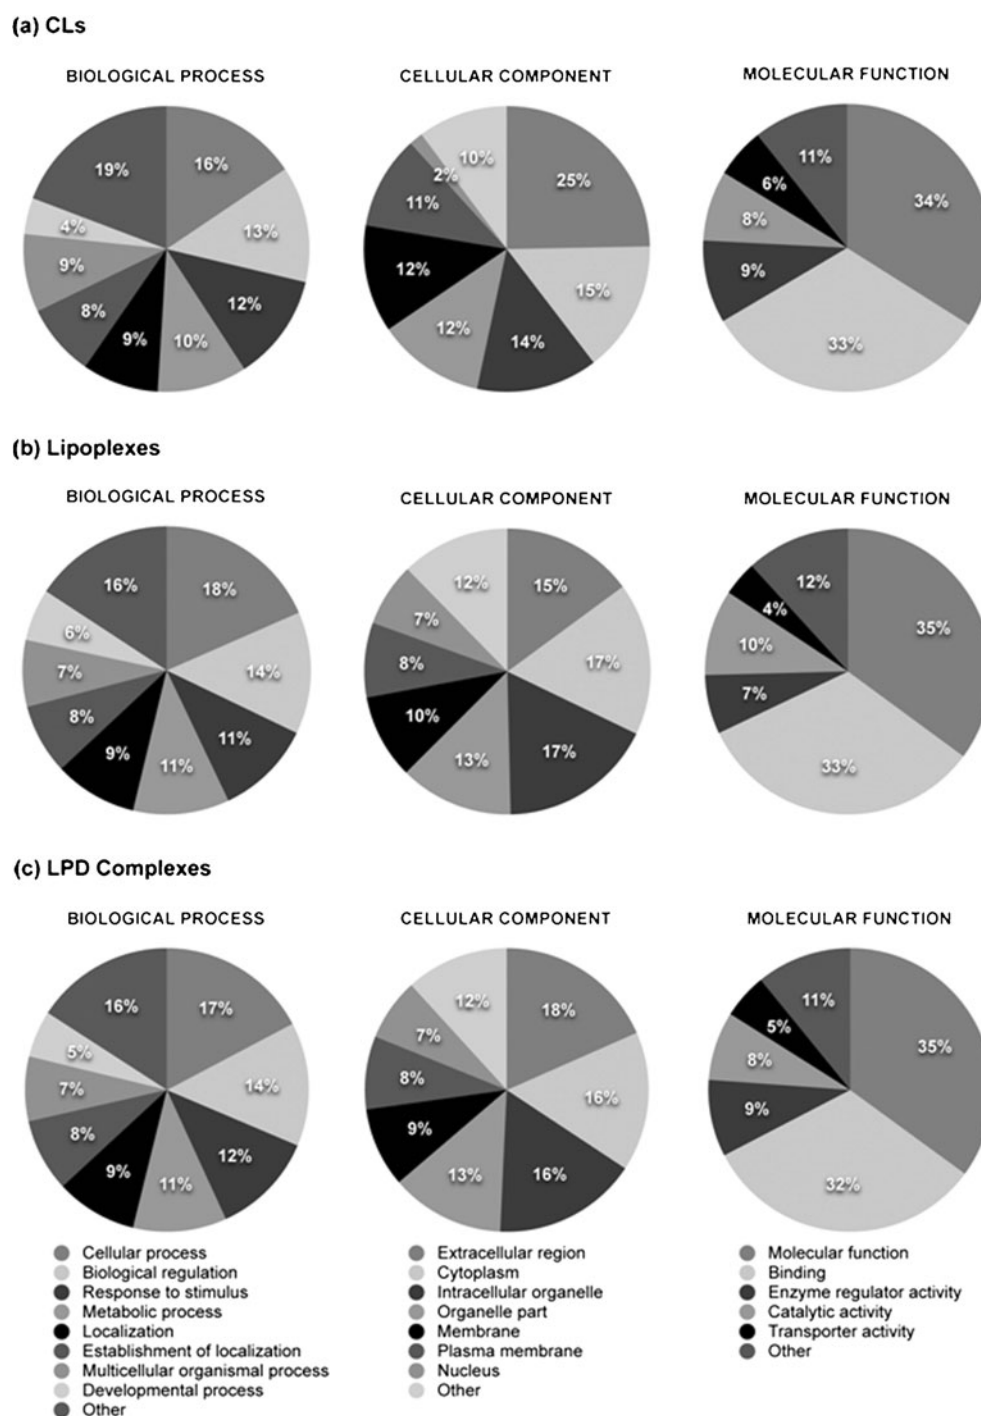 (a) CLs
BIOLOGICAL PROCESS CELLULAR COMPONENT MOLECULAR FUNCTION
19% 16% 13% 12% 10% 9% 8% 9% 4%
10% 25% 15% 14% 12% 12% 11% 2%
11% 34% 33% 9% 8% 6%
(b) Lipoplexes
BIOLOGICAL PROCESS CELLULAR COMPONENT MOLECULAR FUNCTION
16% 18% 14% 11% 11% 9% 8% 7% 6%
12% 15% 17% 17% 13% 10% 8% 7%
12% 35% 33% 7% 10% 4%
(c) LPD Complexes
BIOLOGICAL PROCESS CELLULAR COMPONENT MOLECULAR FUNCTION
16% 17% 14% 12% 11% 9% 8% 7% 5%
12% 18% 16% 16% 13% 9% 8% 7%
11% 35% 32% 9% 8% 5%
Cellular process
Biological regulation
Response to stimulus
Metabolic process
Localization
Establishment of localization
Multicellular organismal process
Developmental process
Other
Extracellular region
Cytoplasm
Intracellular organelle
Organelle part
Membrane
Plasma membrane
Nucleus
Other
Molecular function
Binding
Enzyme regulator activity
Catalytic activity
Transporter activity
Other